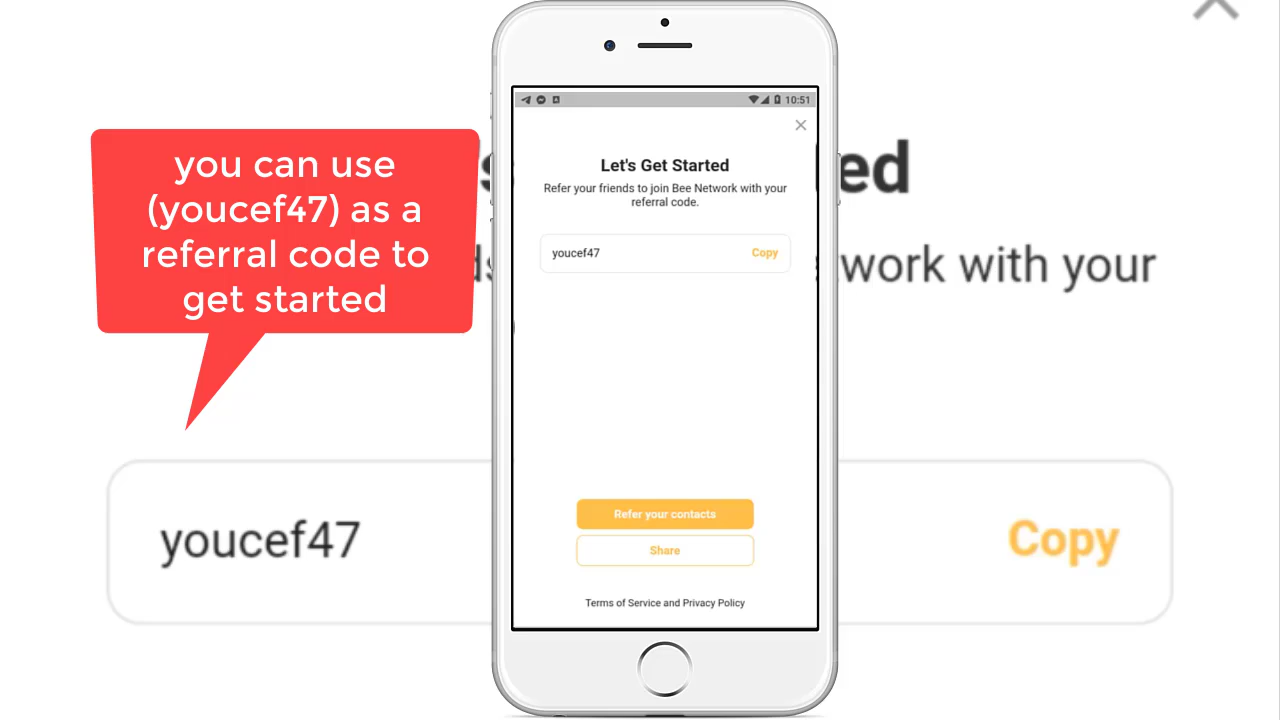 you can use
(youcef47) as a
referral code to
get started
10:51
Let's Get Started
Refer your friends to join Bee Network with your
referral code.
youcef47 Copy
Refer your contacts
Share
Terms of Service and Privacy Policy
ed
work with your
youcef47 Copy